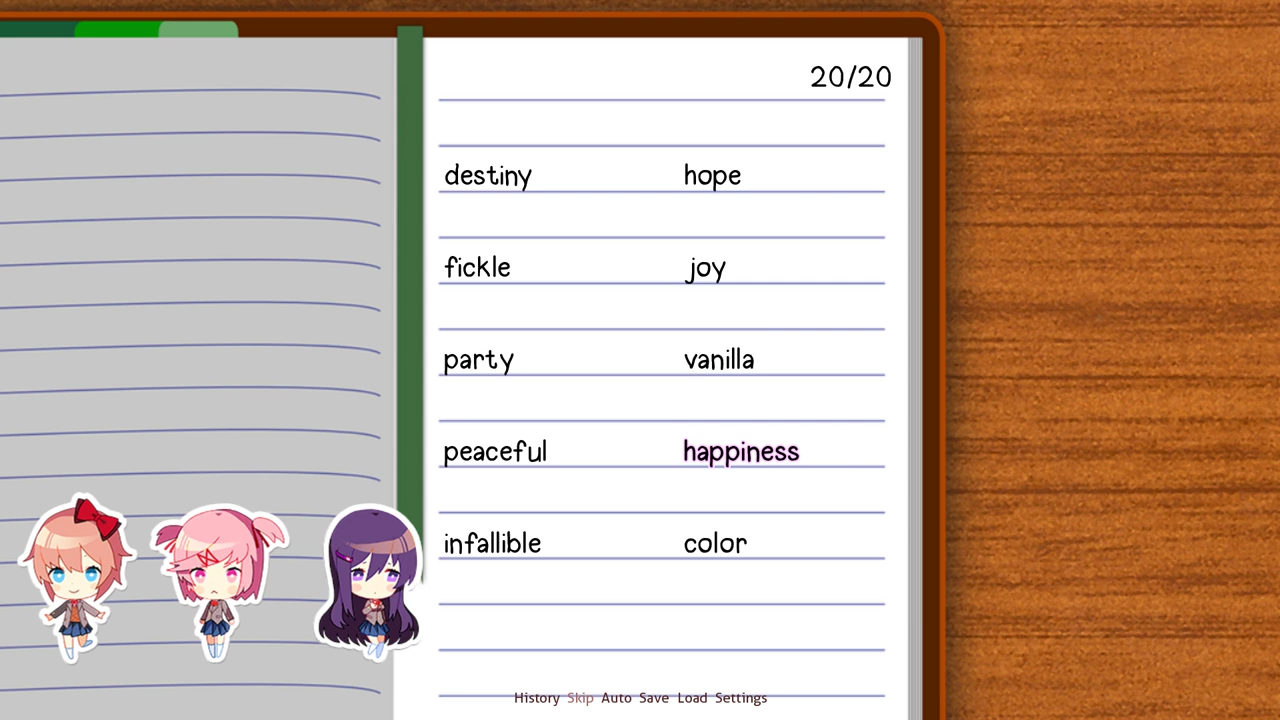 20/20
destiny hope
fickle joy
party vanilla
peaceful happiness
infallible color
History Skip Auto Save Load Settings